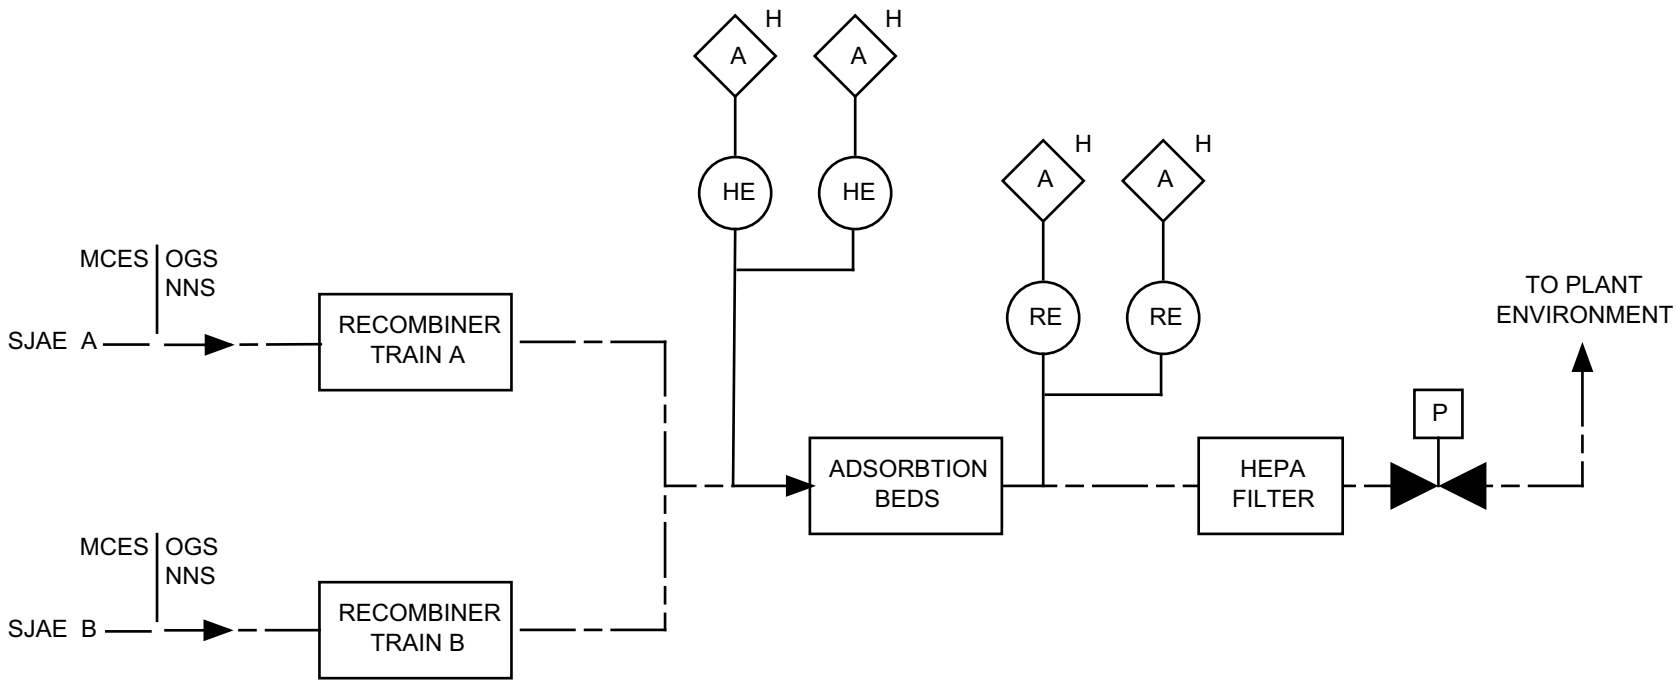 H
H
A
A
H
H
A
A
HE
HE
MCES
OGS
NNS
RE
RE
TO PLANT
ENVIRONMENT
SJAE A
RECOMBINER
TRAIN A
P
ADSORBTION
BEDS
HEPA
FILTER
MCES
OGS
NNS
SJAE B
RECOMBINER
TRAIN B